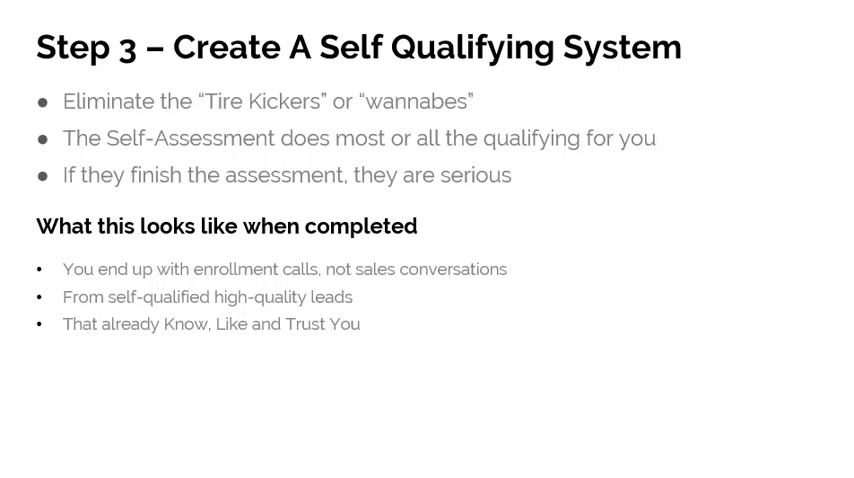 Step 3 – Create A Self Qualifying System
● Eliminate the “Tire Kickers” or “wannabes”
● The Self-Assessment does most or all the qualifying for you
● If they finish the assessment, they are serious
What this looks like when completed
• You end up with enrollment calls, not sales conversations
• From self-qualified high-quality leads
• That already Know, Like and Trust You